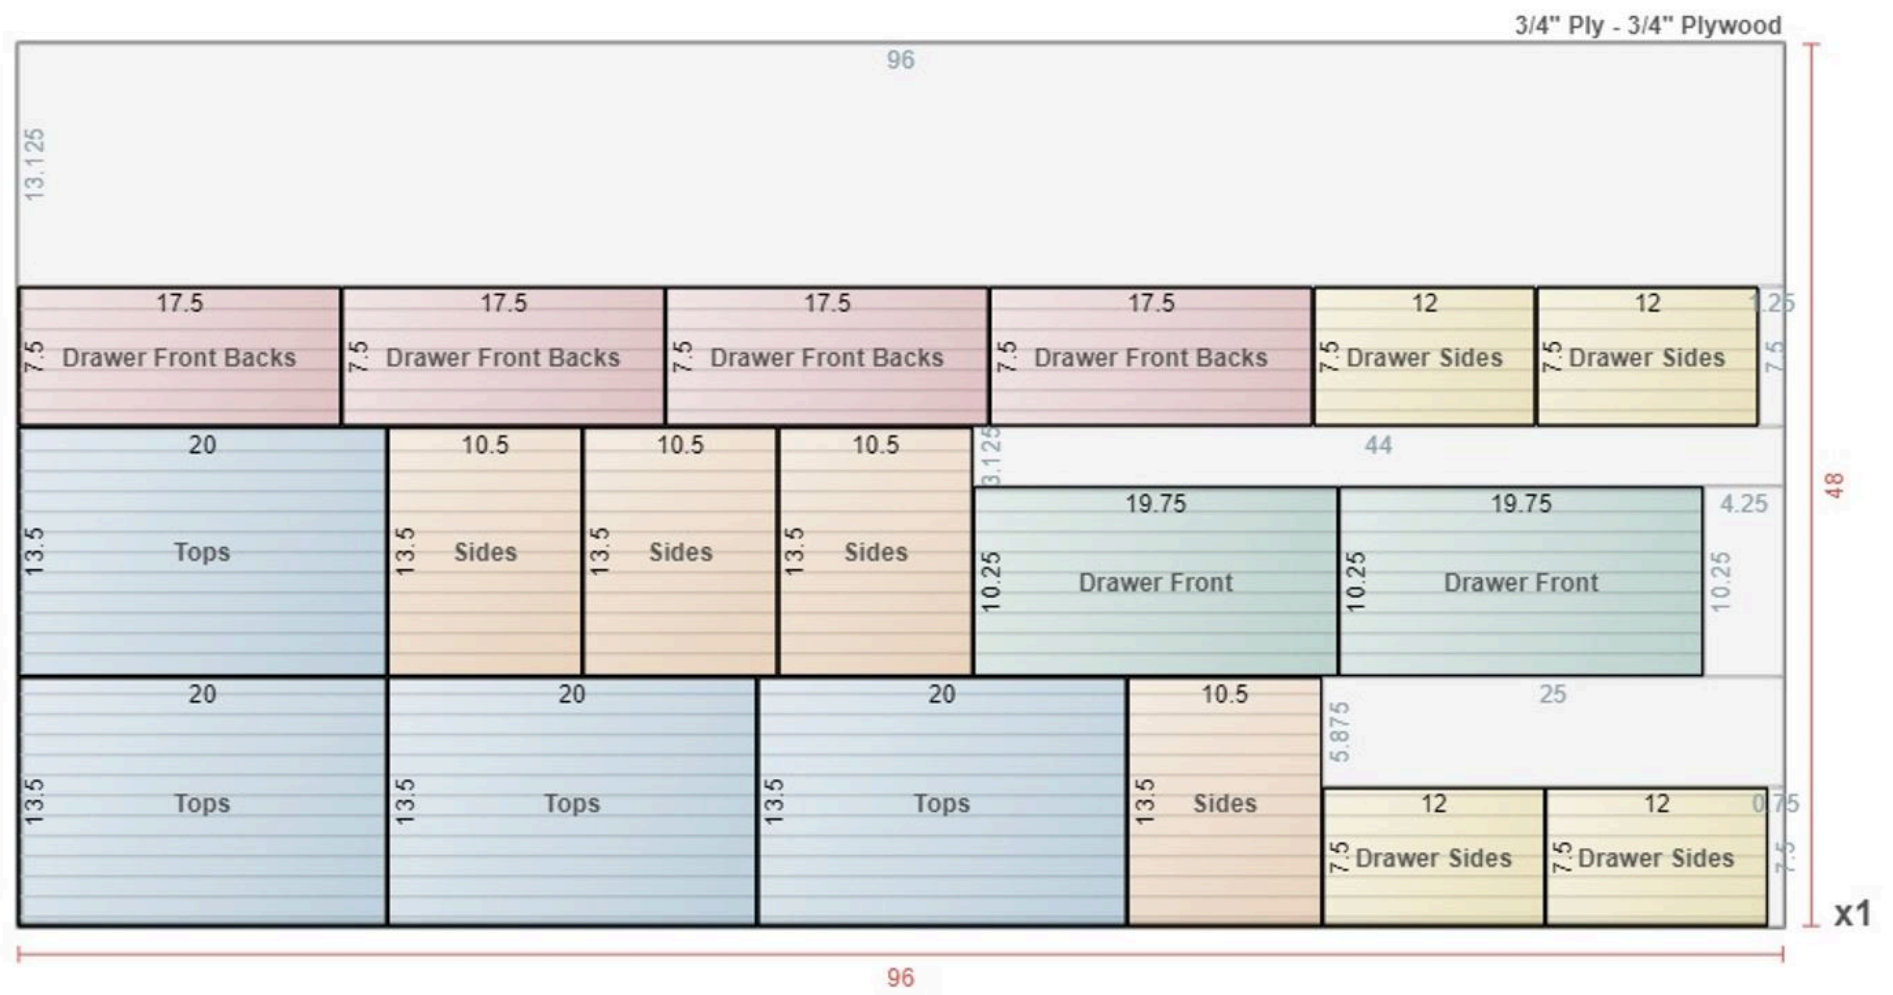 3/4" Ply - 3/4" Plywood
96
13.125
17.5 17.5 17.5 17.5 12 12 1.25
7.5 Drawer Front Backs 7.5 Drawer Front Backs 7.5 Drawer Front Backs 7.5 Drawer Front Backs 7.5 Drawer Sides 7.5 Drawer Sides 7.5
20 10.5 10.5 10.5 3.125 44
48
19.75 19.75 4.25
13.5 Tops 13.5 Sides 13.5 Sides 13.5 Sides
10.25 Drawer Front 10.25 Drawer Front 10.25
20 20 20 10.5 25
5.875
13.5 Tops 13.5 Tops 13.5 Tops 13.5 Sides
12 12 0.75
7.5 Drawer Sides 7.5 Drawer Sides 7.5
x1
96